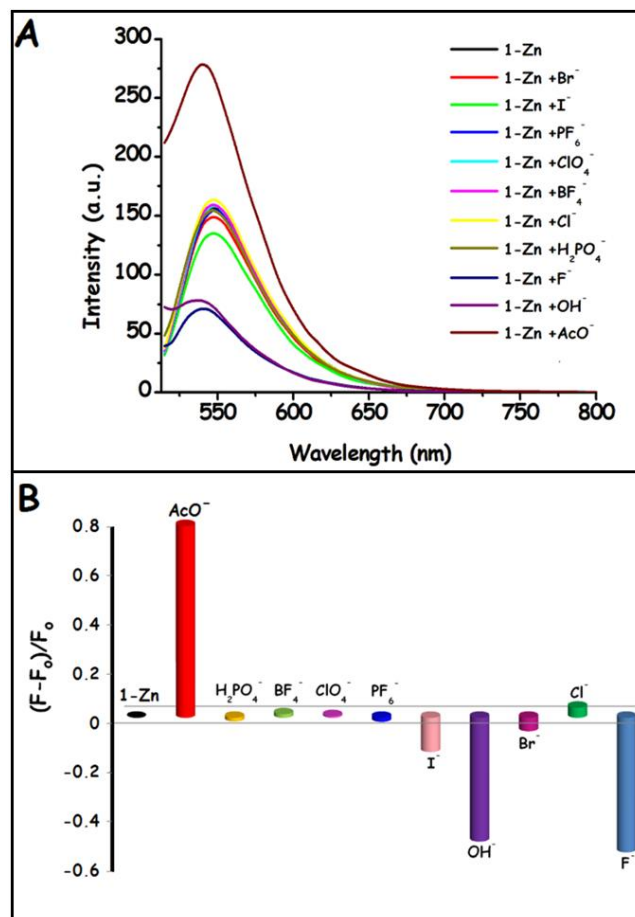 A
300
250
200
150
100
50
0
Intensity (a.u.)
1-Zn
1-Zn +Br⁻
1-Zn +I⁻
1-Zn +PF₆⁻
1-Zn +ClO₄⁻
1-Zn +BF₄⁻
1-Zn +Cl⁻
1-Zn +H₂PO₄⁻
1-Zn +F⁻
1-Zn +OH⁻
1-Zn +AcO⁻
550 600 650 700 750 800
Wavelength (nm)
B
(F-Fₒ)/Fₒ
0.8
0.6
0.4
0.2
0
-0.2
-0.4
-0.6
AcO⁻
1-Zn H₂PO₄⁻ BF₄⁻ ClO₄⁻ PF₆⁻ Cl⁻
I⁻ Br⁻
OH⁻ F⁻